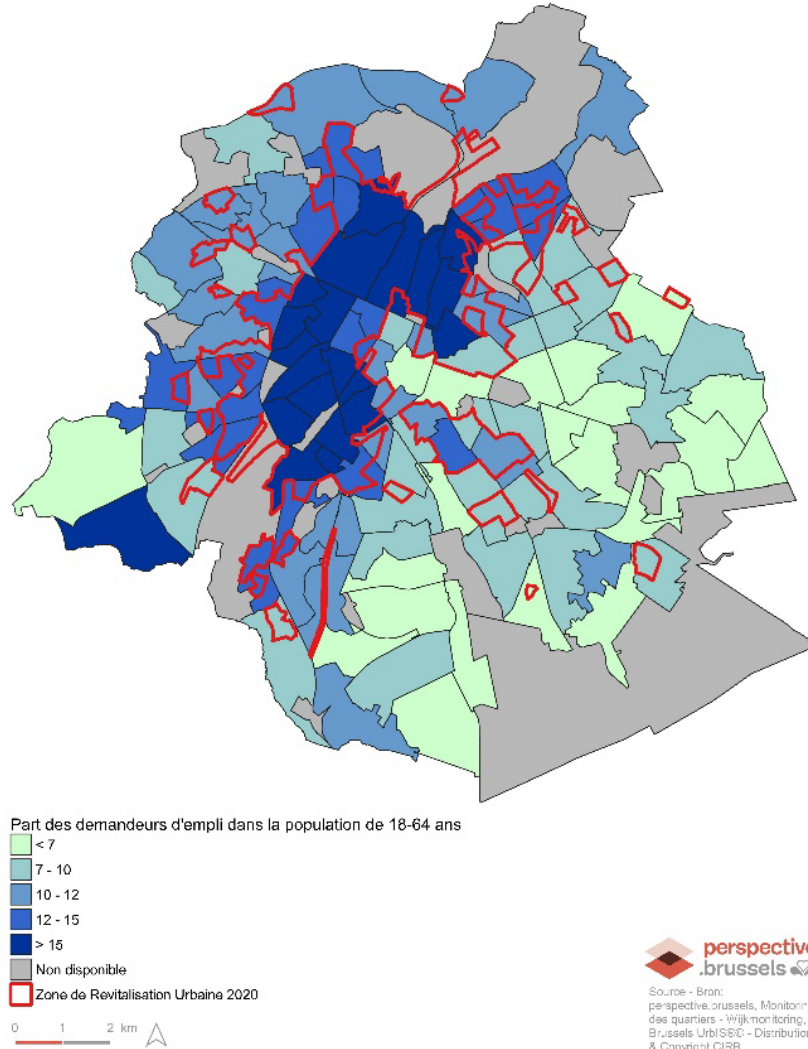 Part des demandeurs d'empli dans la population de 18-64 ans
< 7
7 - 10
10 - 12
12 - 15
> 15
Non disponible
Zone de Revitalisation Urbaine 2020
0 1 2 km
perspective
.brussels
Source - Bron:
perspective.brussels, Monitorin
des quartiers - Wijkmonitoring,
Brussels UrbIS®© - Distribution
& Copyright CIRB